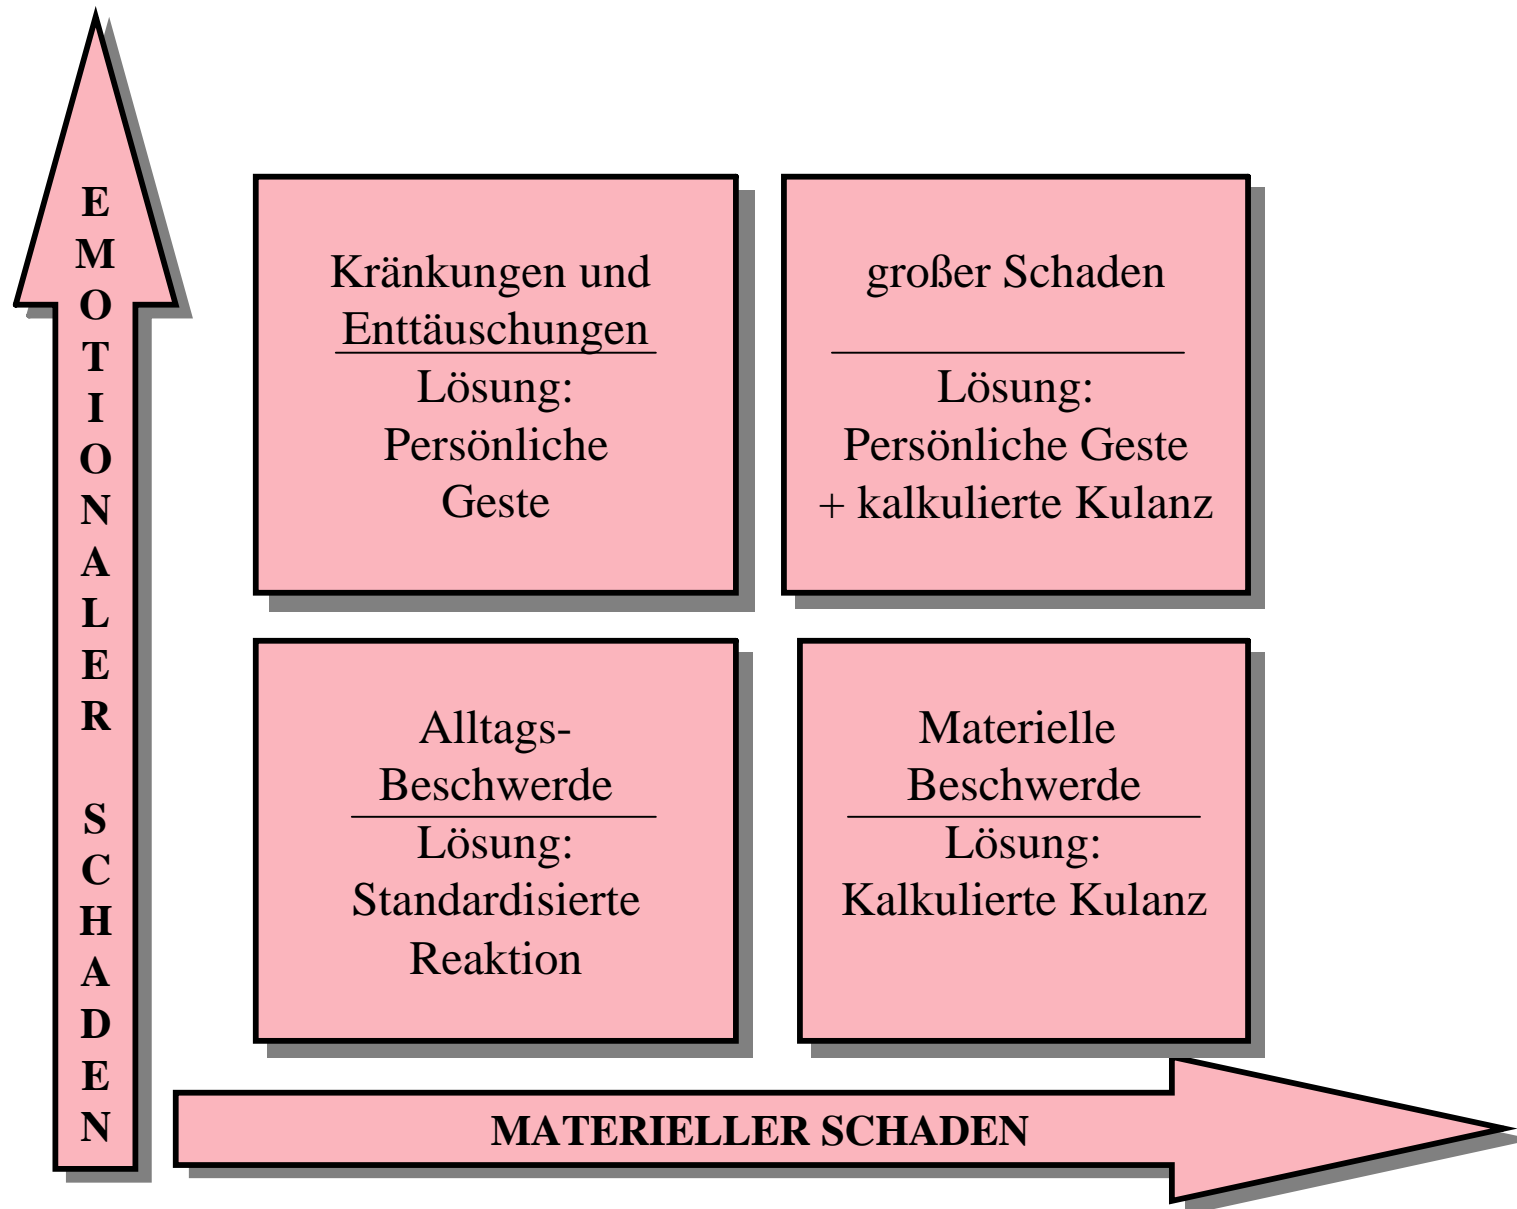 EMOTIONALER SCHADEN
Kränkungen und
Enttäuschungen
Lösung:
Persönliche
Geste
großer Schaden
Lösung:
Persönliche Geste
+ kalkulierte Kulanz
Alltags-
Beschwerde
Lösung:
Standardisierte
Reaktion
Materielle
Beschwerde
Lösung:
Kalkulierte Kulanz
MATERIELLER SCHADEN